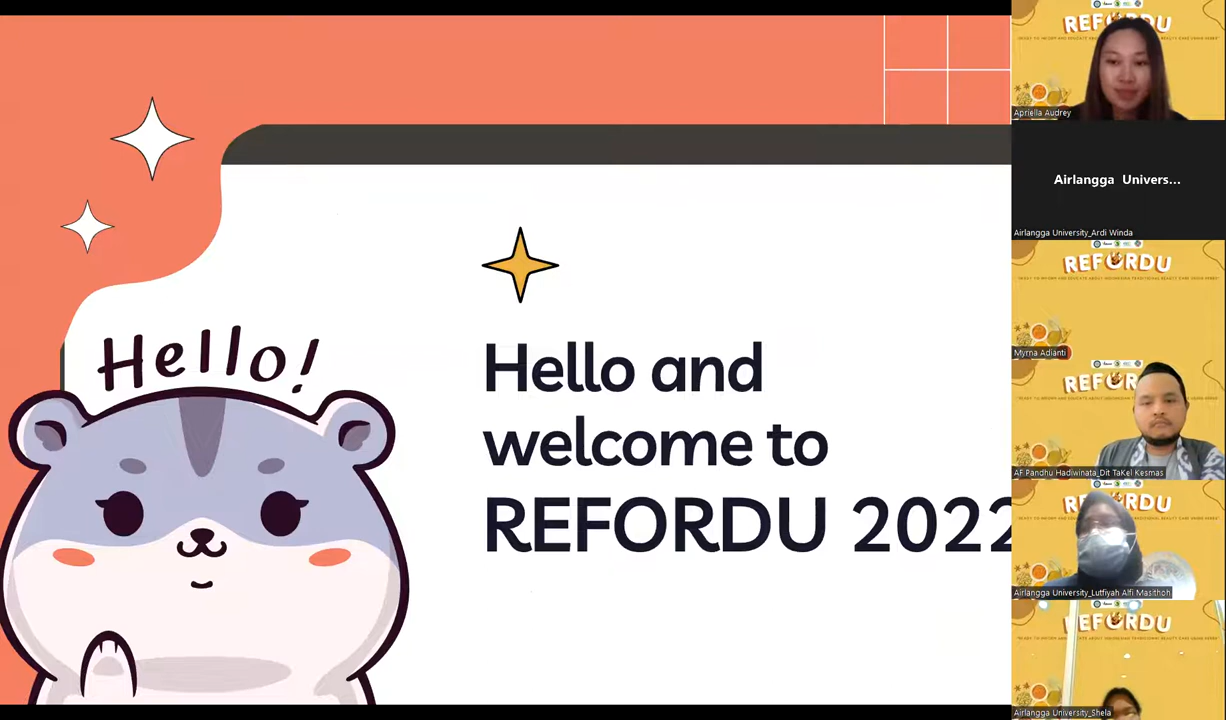 Hello!
Hello and
welcome to
REFORDU 2022
REFORDU
Apriella Audrey
Airlangga Univers...
Airlangga University_Ardi Winda
REFORDU
Myrna Adianti
REFORDU
AF Pandhu Hadiwinata_Dit TaKel Kesmas
REFORDU
Airlangga University_Lutfiyah Alfi Masithoh
REFORDU
Airlangga University_Shela